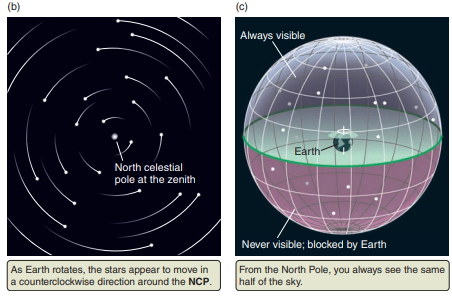 (b)
North celestial
pole at the zenith
As Earth rotates, the stars appear to move in
a counterclockwise direction around the NCP.
(c)
Always visible
Earth
Never visible; blocked by Earth
From the North Pole, you always see the same
half of the sky.